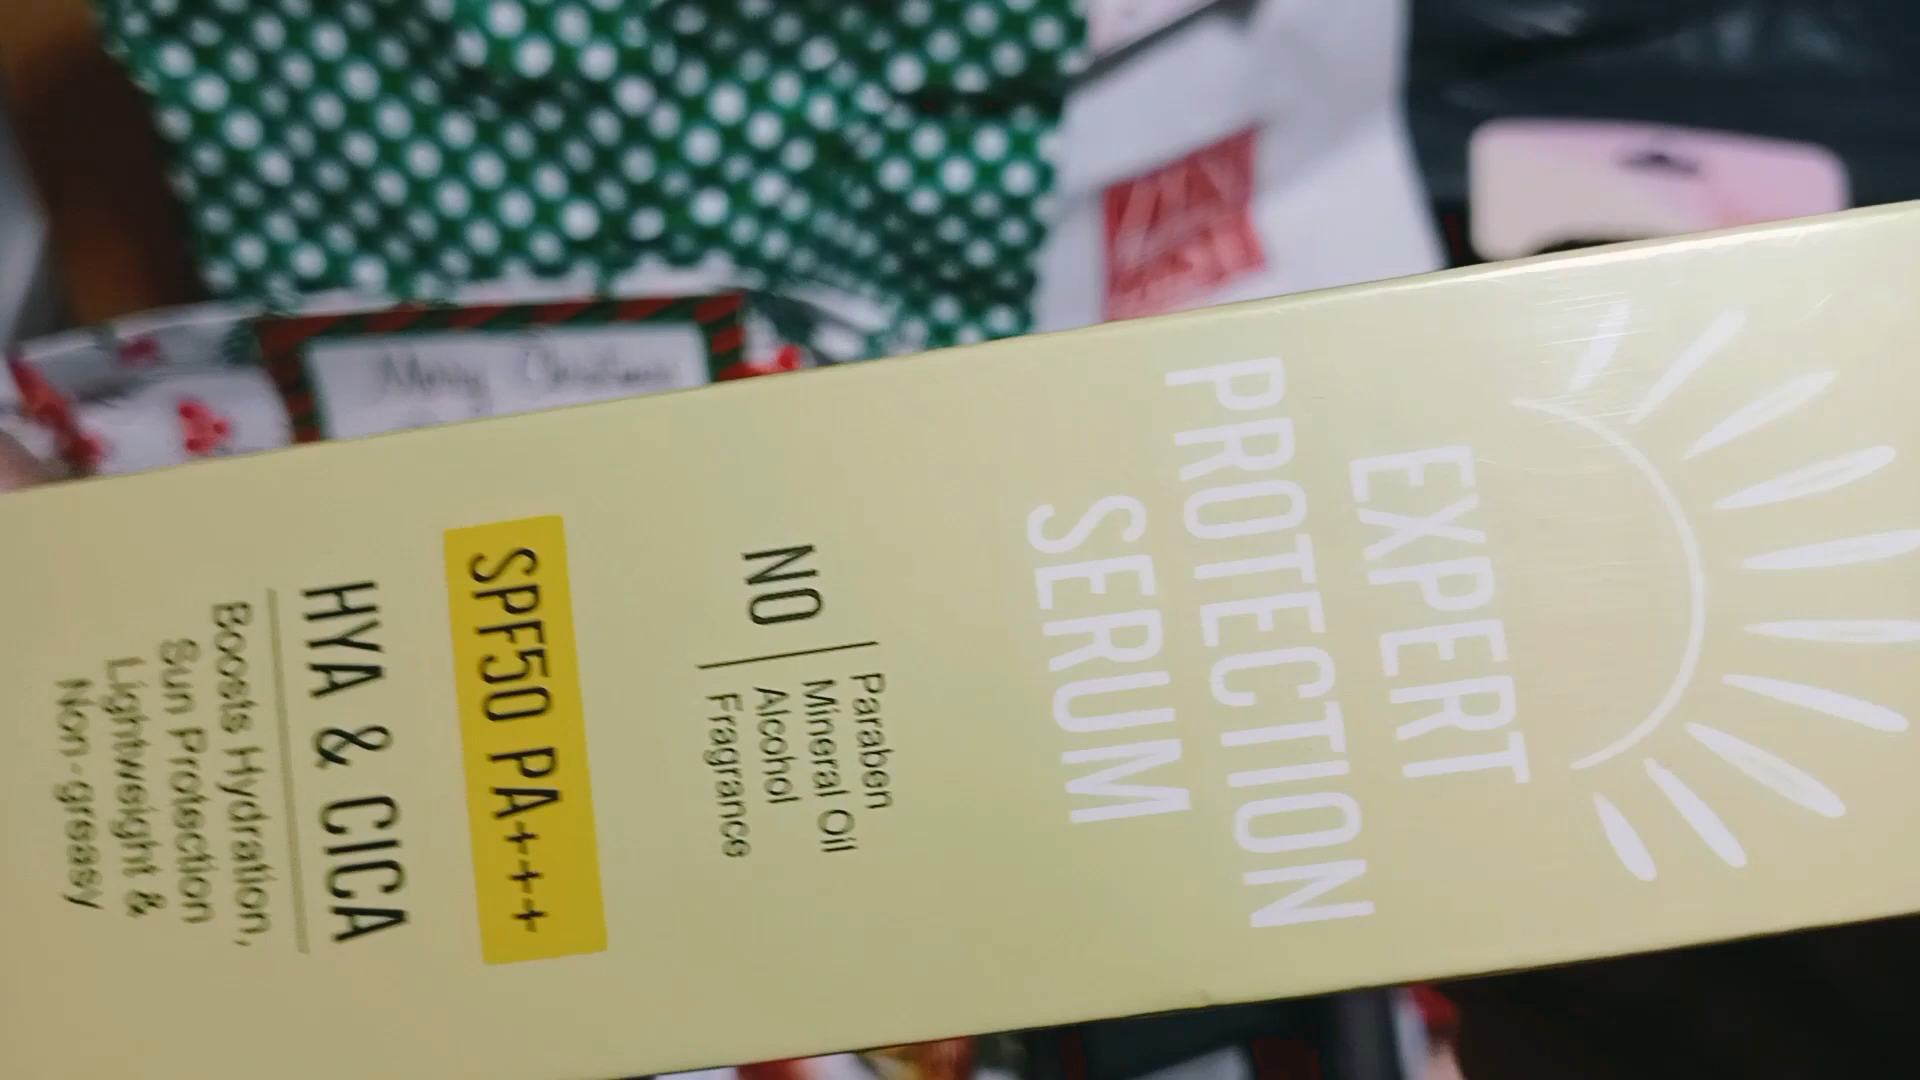 EXPERT
PROTECTION
SERUM
NO
Paraben
Mineral Oil
Alcohol
Fragrance
SPF50 PA+++
HYA & CICA
Boosts Hydration,
Sun Protection
Lightweight &
Non-greasy
Merry Christmas